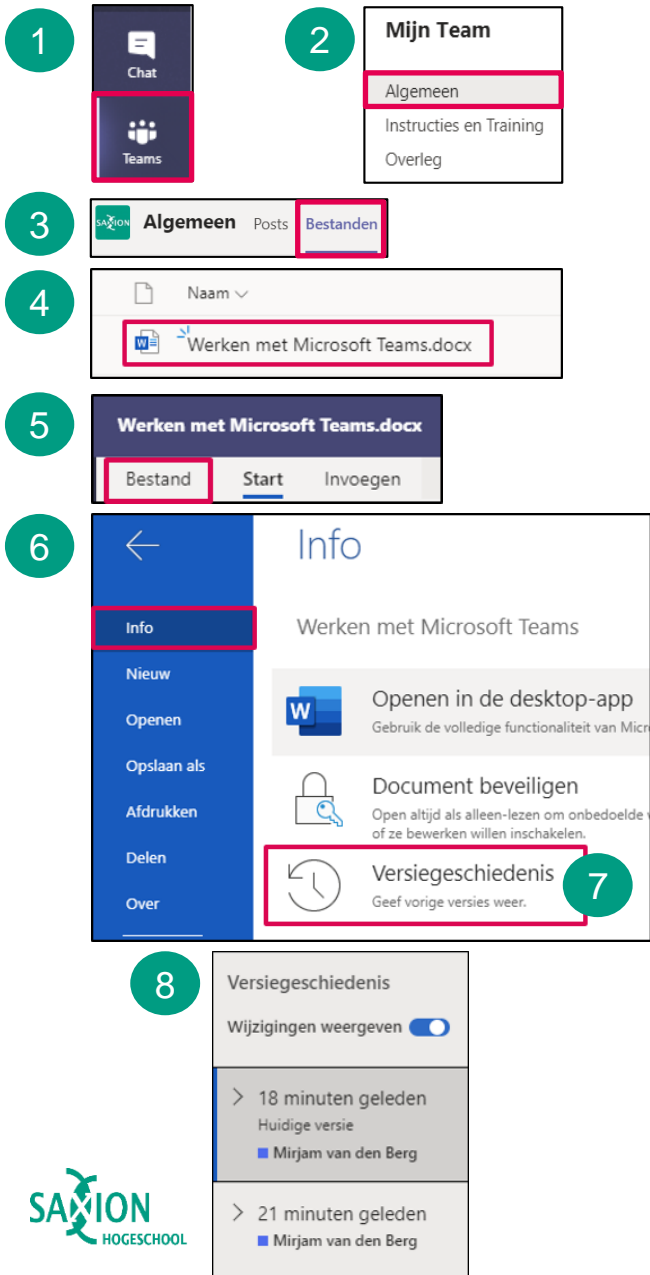 1
Chat
Teams
2
Mijn Team
Algemeen
Instructies en Training
Overleg
3
SAXION Algemeen Posts Bestanden
4
Naam
Werken met Microsoft Teams.docx
5
Werken met Microsoft Teams.docx
Bestand Start Invoegen
6
Info
Info
Werken met Microsoft Teams
Nieuw
Openen
Opslaan als
Afdrukken
Delen
Over
W
Openen in de desktop-app
Gebruik de volledige functionaliteit van Micr
Document beveiligen
Open altijd als alleen-lezen om onbedoelde
of ze bewerken willen inschakelen.
Versiegeschiedenis
Geef vorige versies weer.
7
8
Versiegeschiedenis
Wijzigingen weergeven
18 minuten geleden
Huidige versie
Mirjam van den Berg
21 minuten geleden
Mirjam van den Berg
SAXION
HOGESCHOOL